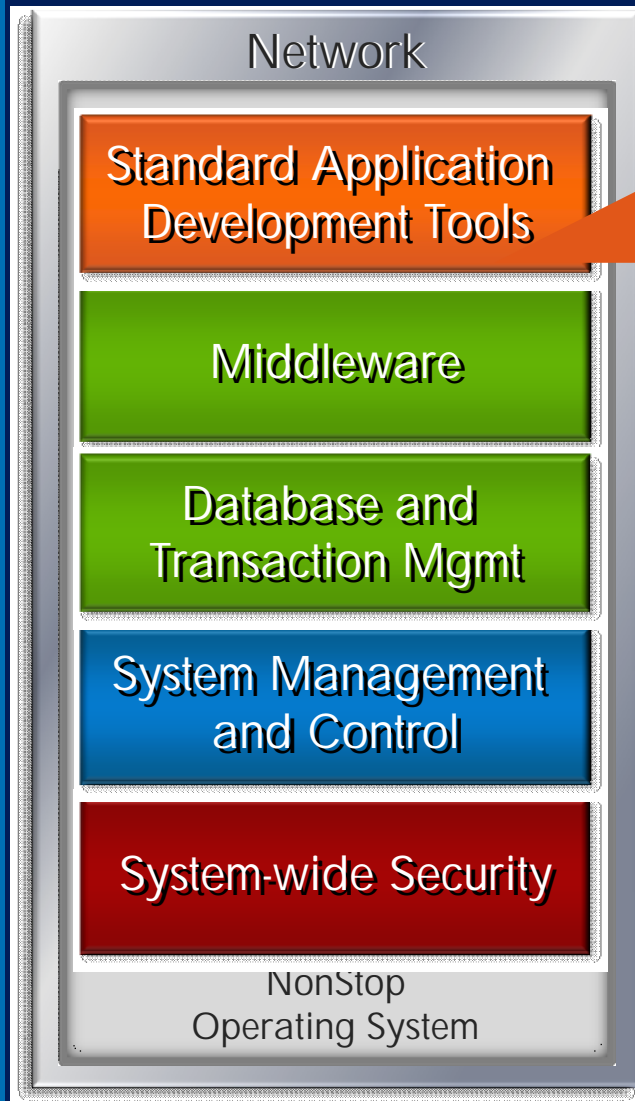 Network
Standard Application
Development Tools
Middleware
Database and
Transaction Mgmt
System Management
and Control
System-wide Security
NonStop
Operating System